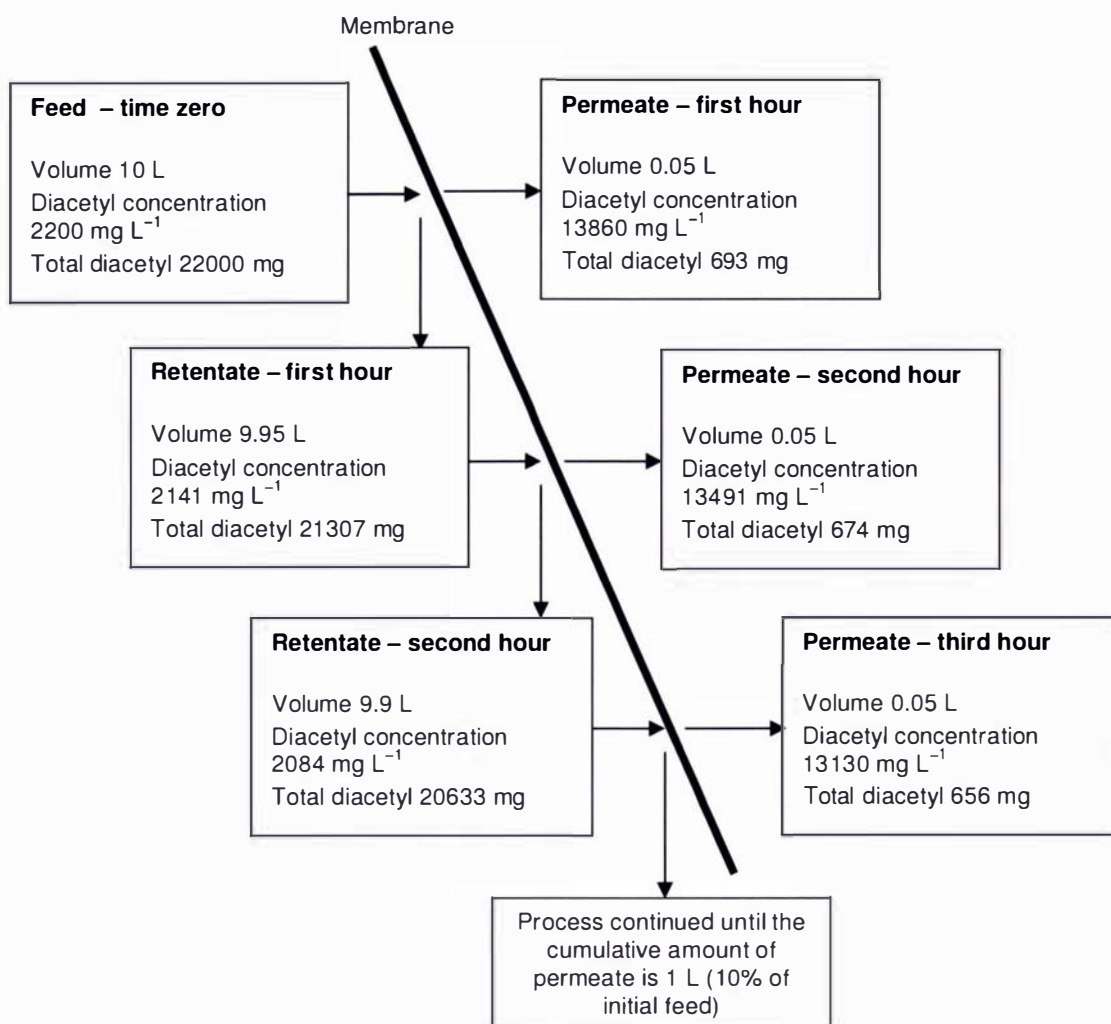 Membrane
Feed – time zero
Volume 10 L
Diacetyl concentration
2200 mg L⁻¹
Total diacetyl 22000 mg
Permeate – first hour
Volume 0.05 L
Diacetyl concentration
13860 mg L⁻¹
Total diacetyl 693 mg
Retentate – first hour
Volume 9.95 L
Diacetyl concentration
2141 mg L⁻¹
Total diacetyl 21307 mg
Permeate – second hour
Volume 0.05 L
Diacetyl concentration
13491 mg L⁻¹
Total diacetyl 674 mg
Retentate – second hour
Volume 9.9 L
Diacetyl concentration
2084 mg L⁻¹
Total diacetyl 20633 mg
Permeate – third hour
Volume 0.05 L
Diacetyl concentration
13130 mg L⁻¹
Total diacetyl 656 mg
Process continued until the
cumulative amount of
permeate is 1 L (10% of
initial feed)